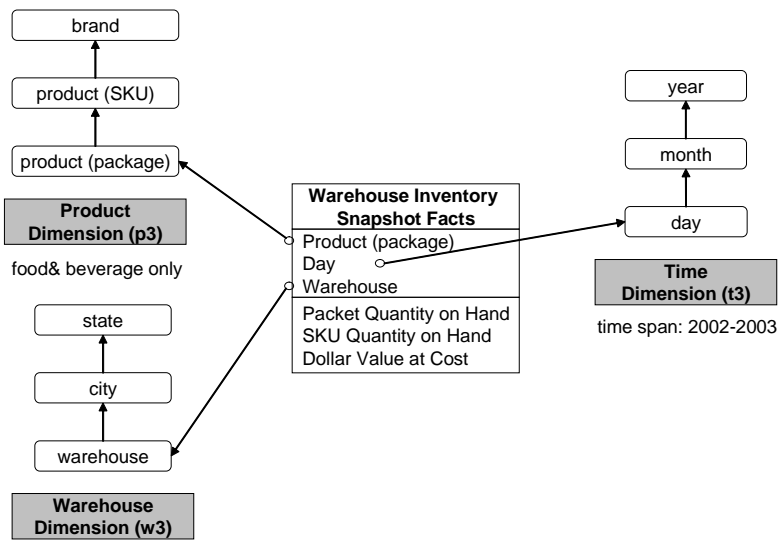 brand
product (SKU)
product (package)
Product
Dimension (p3)
food& beverage only
state
city
warehouse
Warehouse
Dimension (w3)
Warehouse Inventory
Snapshot Facts
Product (package)
Day
Warehouse
Packet Quantity on Hand
SKU Quantity on Hand
Dollar Value at Cost
year
month
day
Time
Dimension (t3)
time span: 2002-2003